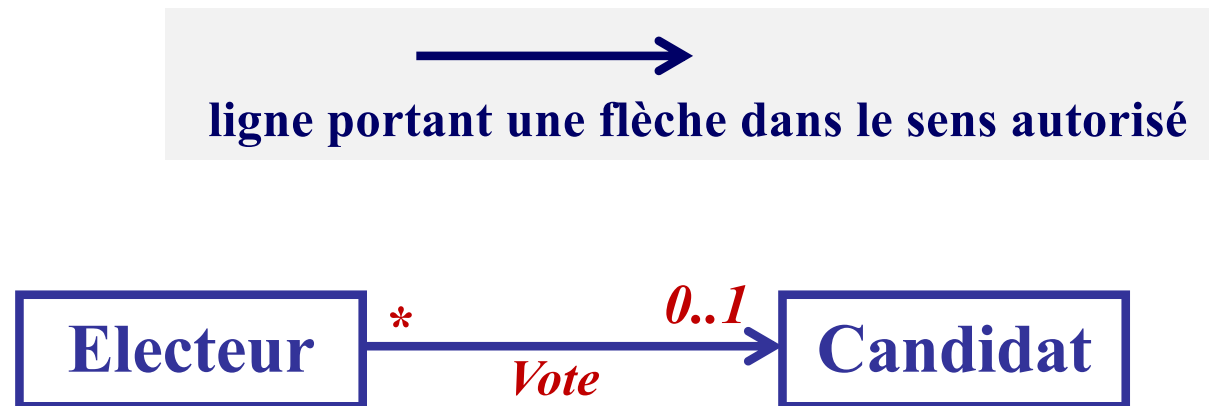 ligne portant une flèche dans le sens autorisé
* 0..1
Electeur Candidat
Vote